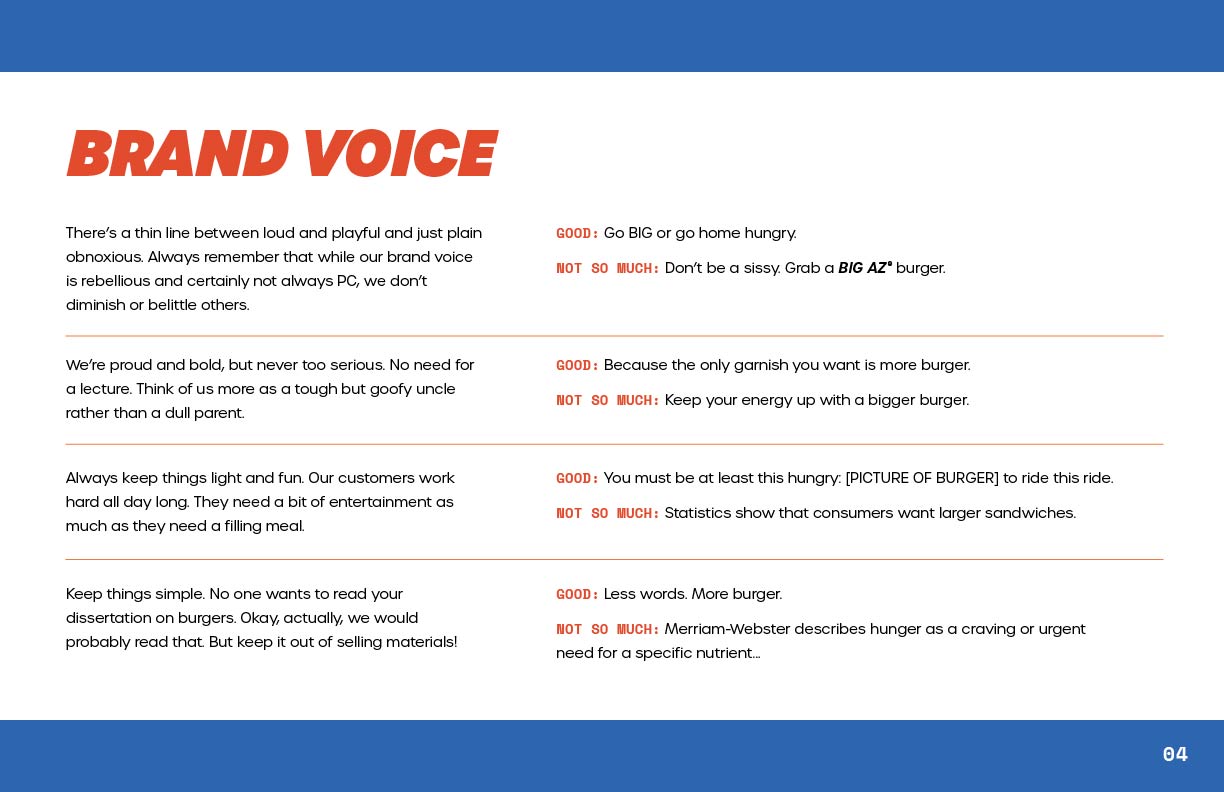 BRAND VOICE
There’s a thin line between loud and playful and just plain
obnoxious. Always remember that while our brand voice
is rebellious and certainly not always PC, we don’t
diminish or belittle others.
GOOD: Go BIG or go home hungry.
NOT SO MUCH: Don’t be a sissy. Grab a BIG AZ® burger.
We’re proud and bold, but never too serious. No need for
a lecture. Think of us more as a tough but goofy uncle
rather than a dull parent.
GOOD: Because the only garnish you want is more burger.
NOT SO MUCH: Keep your energy up with a bigger burger.
Always keep things light and fun. Our customers work
hard all day long. They need a bit of entertainment as
much as they need a filling meal.
GOOD: You must be at least this hungry: [PICTURE OF BURGER] to ride this ride.
NOT SO MUCH: Statistics show that consumers want larger sandwiches.
Keep things simple. No one wants to read your
dissertation on burgers. Okay, actually, we would
probably read that. But keep it out of selling materials!
GOOD: Less words. More burger.
NOT SO MUCH: Merriam-Webster describes hunger as a craving or urgent
need for a specific nutrient...
04